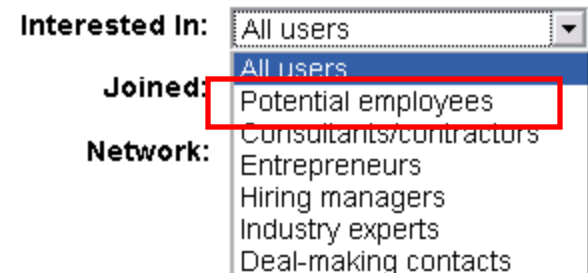 Interested In: All users
All users
Joined:
Potential employees
Consultants/contractors
Network:
Entrepreneurs
Hiring managers
Industry experts
Deal-making contacts